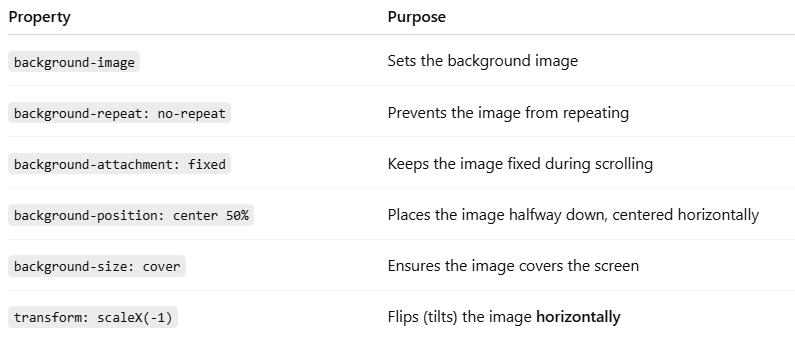 Property Purpose
background-image Sets the background image
background-repeat: no-repeat Prevents the image from repeating
background-attachment: fixed Keeps the image fixed during scrolling
background-position: center 50% Places the image halfway down, centered horizontally
background-size: cover Ensures the image covers the screen
transform: scaleX(-1) Flips (tilts) the image horizontally